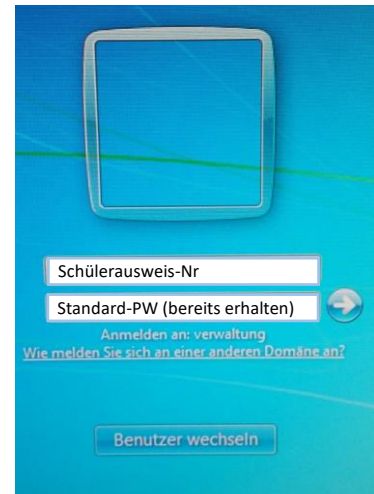 Schülerausweis-Nr
Standard-PW (bereits erhalten)
Anmelden an: verwaltung
Wie melden Sie sich an einer anderen Domäne an?
Benutzer wechseln